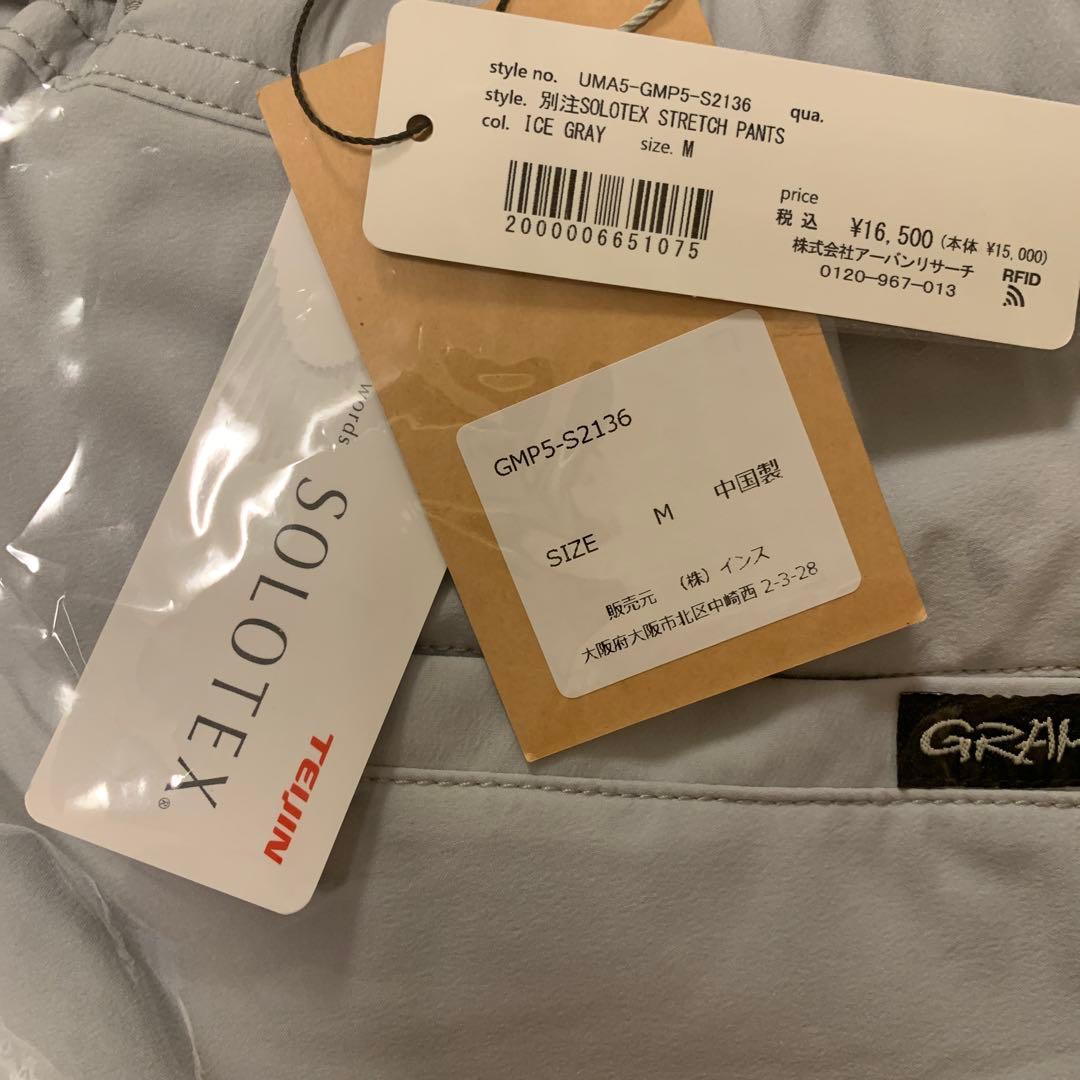 style no. UMA5-GMP5-S2136 qua.
style. 別注SOLOTEX STRETCH PANTS
col. ICE GRAY size. M
2000006651075
price
税込 ¥16,500 (本体 ¥15,000)
株式会社アーバンリサーチ
0120-967-013
RFID
GMP5-S2136
SIZE M 中国製
販売元 (株)インス
大阪府大阪市北区中崎西 2-3-28
words
SOLOTEX®
TEIJIN
GRAM